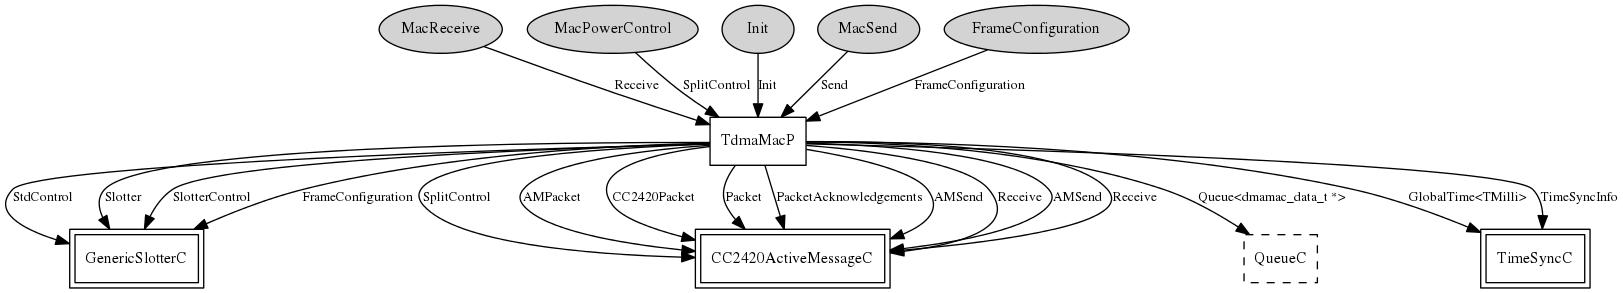 MacReceive
MacPowerControl
Init
MacSend
FrameConfiguration
Receive
SplitControl
Init
Send
FrameConfiguration
TdmaMacP
StdControl
Slotter
SlotterControl
FrameConfiguration
SplitControl
AMPacket
CC2420Packet
Packet
PacketAcknowledgements
AMSend
Receive
AMSend
Receive
Queue<dmamac_data_t *>
GlobalTime<TMilli>
TimeSyncInfo
GenericSlotterC
CC2420ActiveMessageC
QueueC
TimeSyncC